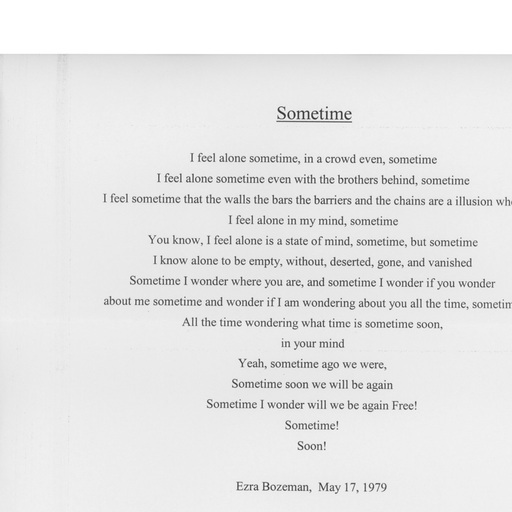 Sometime
I feel alone sometime, in a crowd even, sometime
I feel alone sometime even with the brothers behind, sometime
I feel sometime that the walls the bars the barriers and the chains are a illusion
I feel alone in my mind, sometime
You know, I feel alone is a state of mind, sometime, but sometime
I know alone to be empty, without, deserted, gone, and vanished
Sometime I wonder where you are, and sometime I wonder if you wonder
about me sometime and wonder if I am wondering about you all the time,
All the time wondering what time is sometime soon,
in your mind
Yeah, sometime ago we were,
Sometime soon we will be again
Sometime I wonder will we be again Free!
Sometime!
Soon!
Ezra Bozeman, May 17, 1979